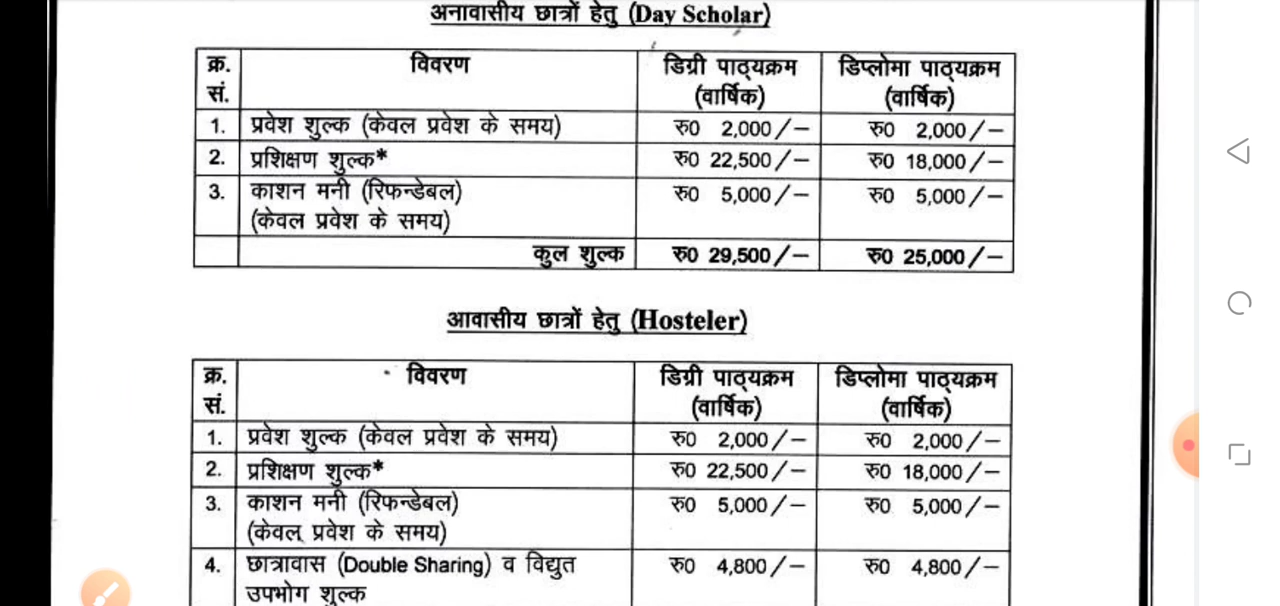 अनावासीय छात्रों हेतु (Day Scholar)
क्र. सं. विवरण डिग्री पाठ्यक्रम (वार्षिक) डिप्लोमा पाठ्यक्रम (वार्षिक)
1. प्रवेश शुल्क (केवल प्रवेश के समय) रु0 2,000/– रु0 2,000/–
2. प्रशिक्षण शुल्क* रु0 22,500/– रु0 18,000/–
3. काशन मनी (रिफन्डेबल) रु0 5,000/– रु0 5,000/–
(केवल प्रवेश के समय)
कुल शुल्क रु0 29,500/– रु0 25,000/–
आवासीय छात्रों हेतु (Hosteler)
क्र. सं. विवरण डिग्री पाठ्यक्रम (वार्षिक) डिप्लोमा पाठ्यक्रम (वार्षिक)
1. प्रवेश शुल्क (केवल प्रवेश के समय) रु0 2,000/– रु0 2,000/–
2. प्रशिक्षण शुल्क* रु0 22,500/– रु0 18,000/–
3. काशन मनी (रिफन्डेबल) रु0 5,000/– रु0 5,000/–
(केवल प्रवेश के समय)
4. छात्रावास (Double Sharing) व विद्युत रु0 4,800/– रु0 4,800/–
उपभोग शुल्क